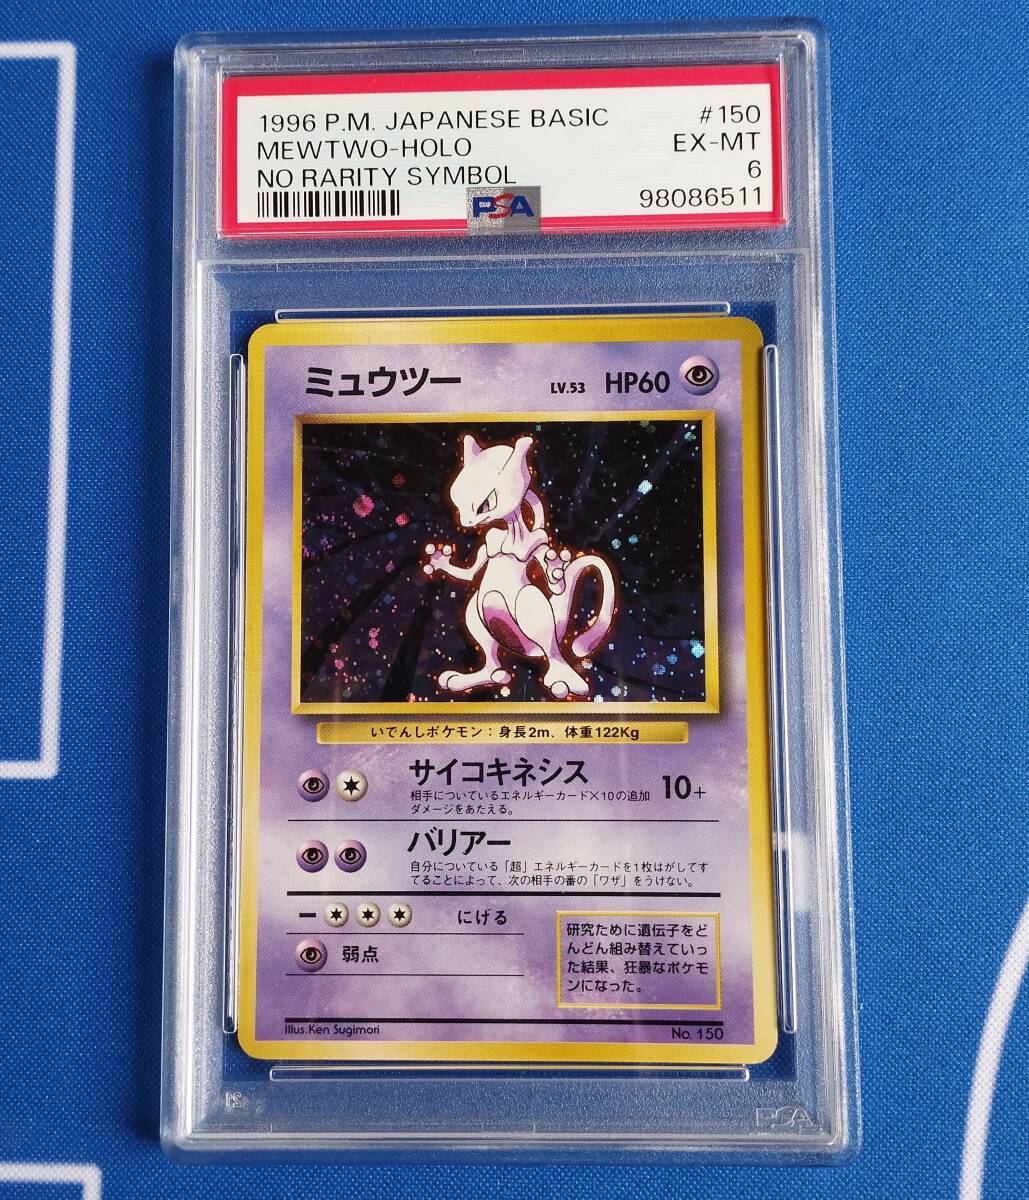 1996 P.M. JAPANESE BASIC #150
MEWTWO-HOLO EX-MT
NO RARITY SYMBOL 6
98086511
PSA
ミュウツー LV.53 HP60
いでんしポケモン：身長2m、体重122Kg
サイコキネシス 10+
相手についているエネルギーカード×10の追加
ダメージをあたえる。
バリアー
自分についている「超」エネルギーカードを1枚はがしてす
てることによって、次の相手の番の「ワザ」をうけない。
にげる
弱点
研究ために遺伝子をど
んどん組み替えていっ
た結果、狂暴なポケモ
ンになった。
Illus. Ken Sugimori No. 150
PSA